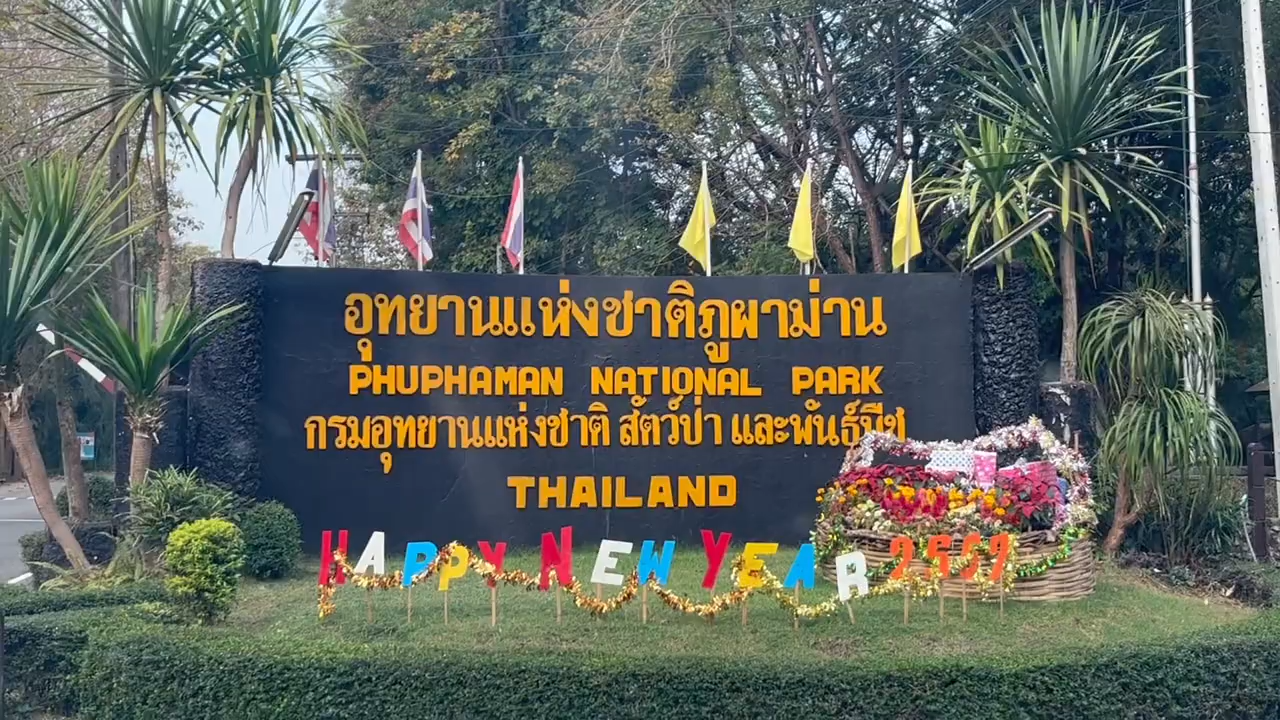 อุทยานแห่งชาติภูผาม่าน
PHUPHAMAN NATIONAL PARK
กรมอุทยานแห่งชาติ สัตว์ป่า และพันธุ์พืช
THAILAND
HAPPY NEW YEAR 2567